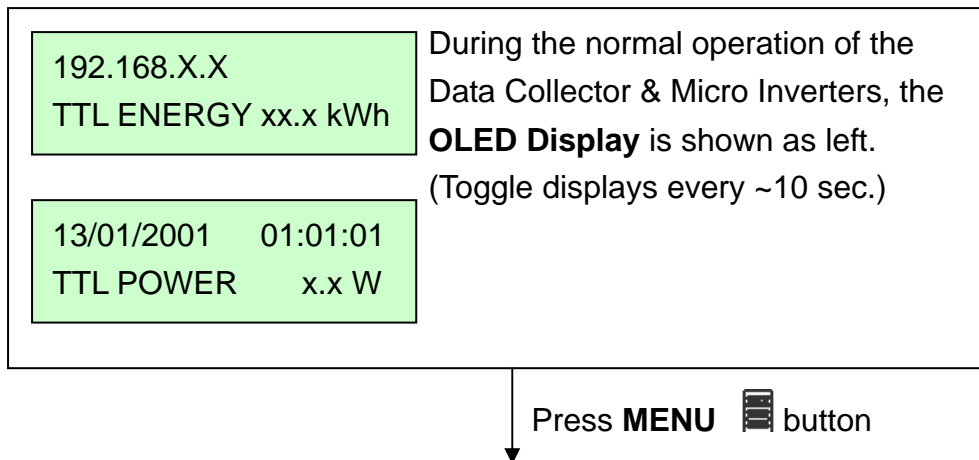 192.168.X.X
TTL ENERGY xx.x kWh
13/01/2001 01:01:01
TTL POWER x.x W
During the normal operation of the
Data Collector & Micro Inverters, the
OLED Display is shown as left.
(Toggle displays every ~10 sec.)
Press MENU button